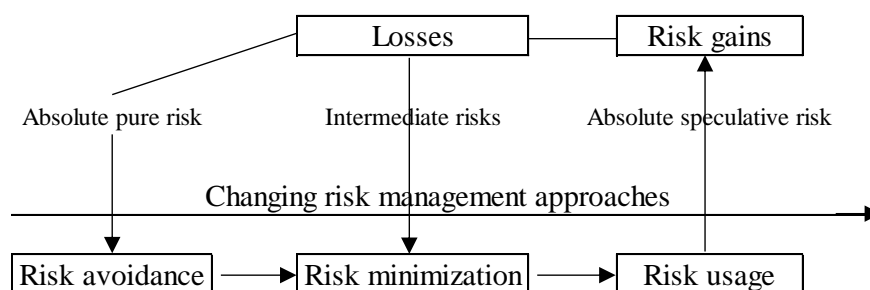 Losses
Risk gains
Absolute pure risk
Intermediate risks
Absolute speculative risk
Changing risk management approaches
Risk avoidance
Risk minimization
Risk usage